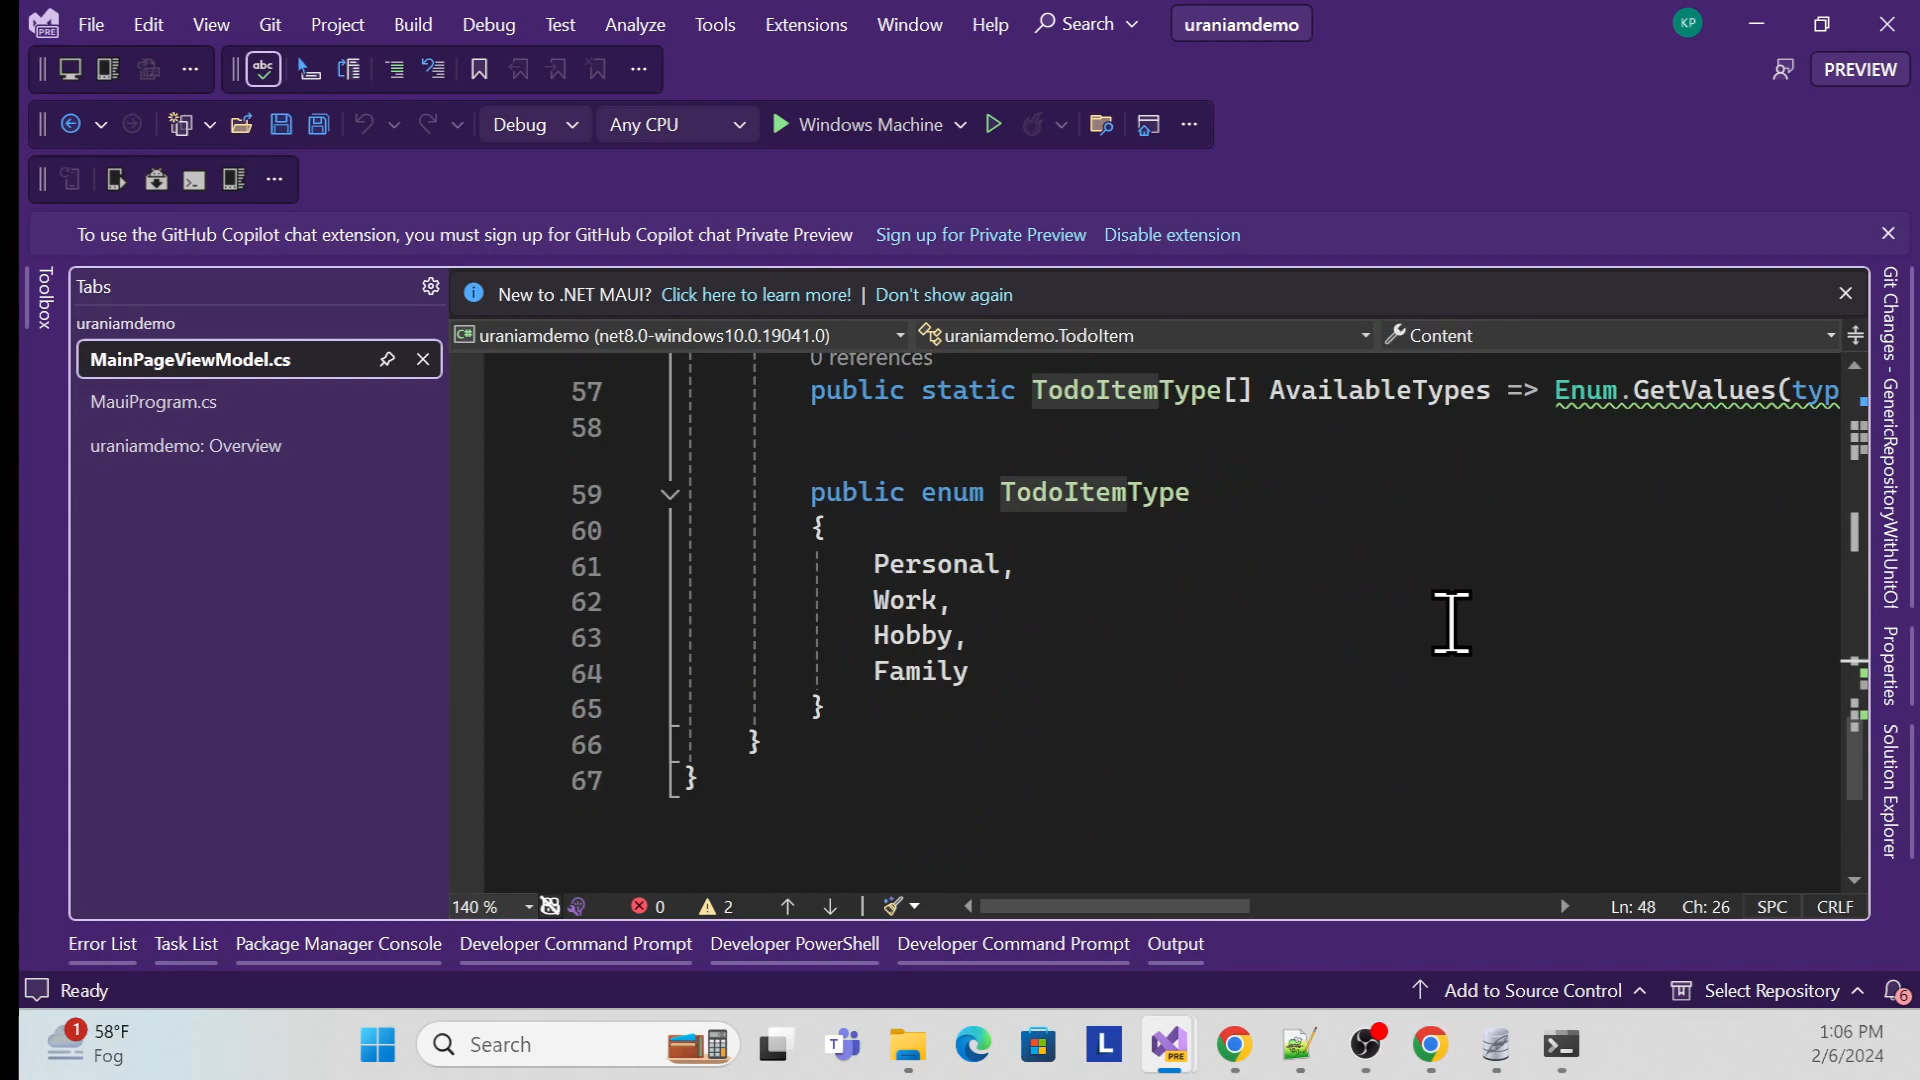 File Edit View Git Project Build Debug Test Analyze Tools Extensions Window Help Search uraniamdemo KP
PRE
abc
PREVIEW
Debug Any CPU Windows Machine
To use the GitHub Copilot chat extension, you must sign up for GitHub Copilot chat Private Preview Sign up for Private Preview Disable extension
Toolbox
Tabs
uraniamdemo
MainPageViewModel.cs
MauiProgram.cs
uraniamdemo: Overview
New to .NET MAUI? Click here to learn more! | Don't show again
C# uraniamdemo (net8.0-windows10.0.19041.0) uraniamdemo.TodoItem Content
0 references
57 public static TodoItemType[] AvailableTypes => Enum.GetValues(typ
58
59 public enum TodoItemType
60 {
61 Personal,
62 Work,
63 Hobby,
64 Family
65 }
66 }
67 }
140 % 0 2 Ln: 48 Ch: 26 SPC CRLF
Git Changes - GenericRepositoryWithUnitOf
Properties
Solution Explorer
Error List Task List Package Manager Console Developer Command Prompt Developer PowerShell Developer Command Prompt Output
Ready Add to Source Control Select Repository 6
1 58°F
Fog
Search
L
PRE
1:06 PM
2/6/2024